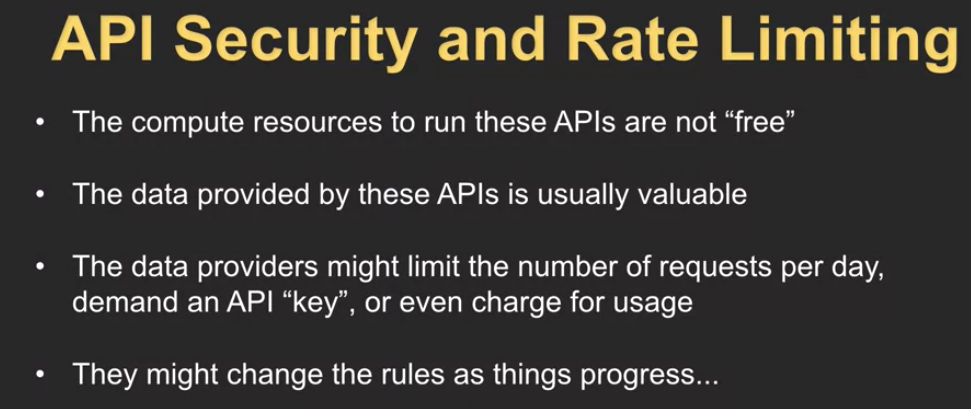 API Security and Rate Limiting
• The compute resources to run these APIs are not “free”
• The data provided by these APIs is usually valuable
• The data providers might limit the number of requests per day,
demand an API “key”, or even charge for usage
• They might change the rules as things progress...